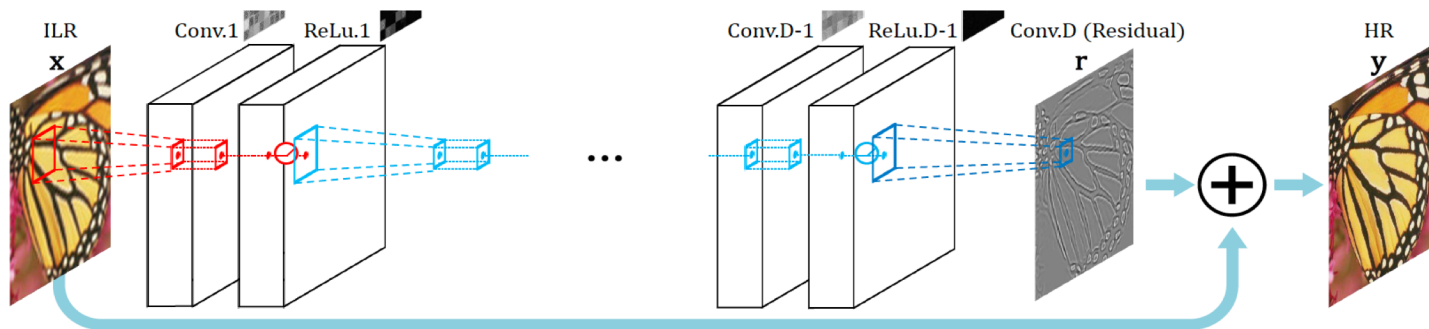 ILR
x
Conv.1
ReLu.1
...
Conv.D-1
ReLu.D-1
Conv.D (Residual)
r
HR
y